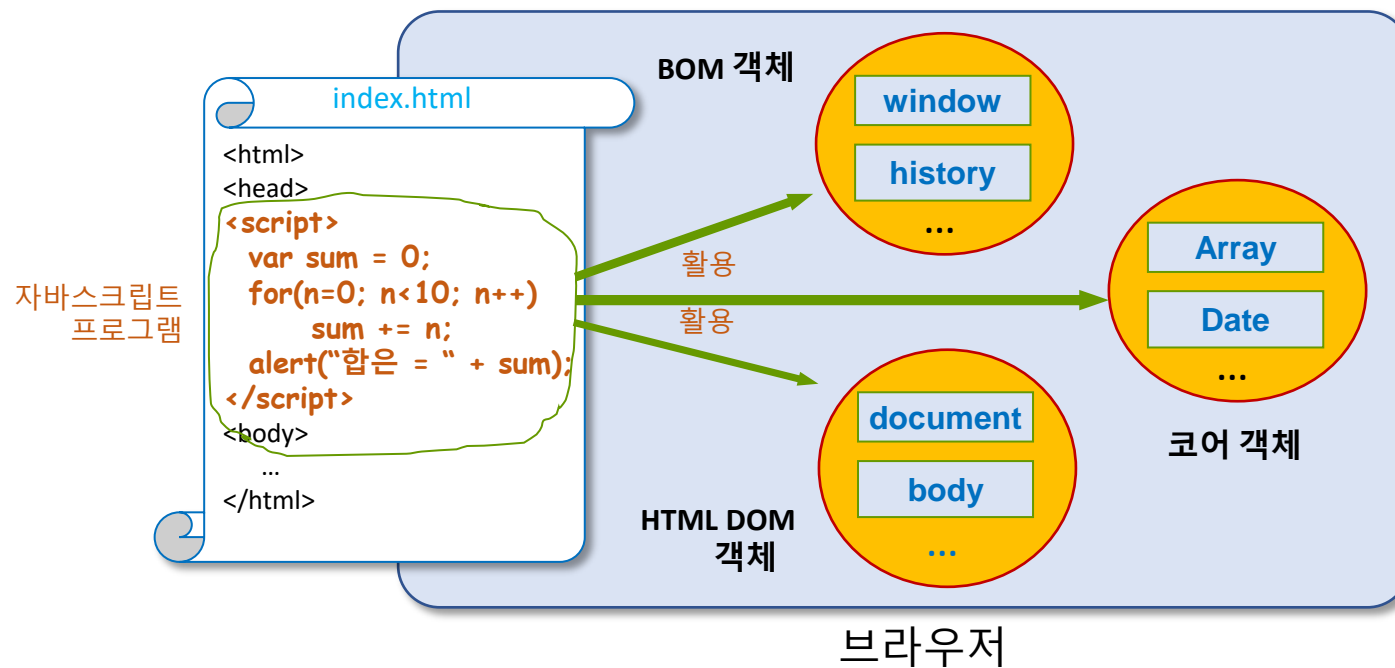 index.html
<html>
<head>
<script>
var sum = 0;
for(n=0; n<10; n++)
sum += n;
alert(“합은 = “ + sum);
</script>
<body>
...
</html>
자바스크립트
프로그램
활용
활용
BOM 객체
window
history
...
Array
Date
...
코어 객체
document
body
...
HTML DOM
객체
브라우저